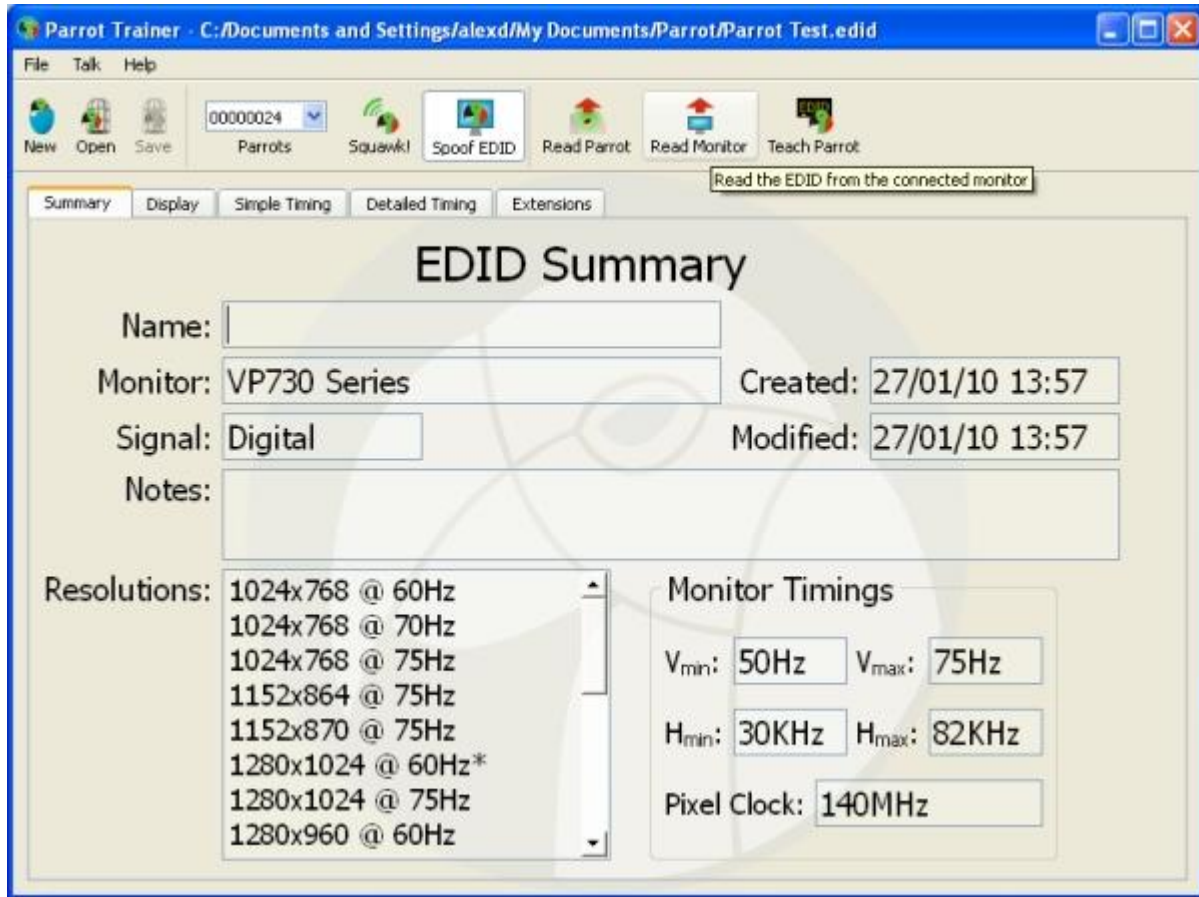 Parrot Trainer - C:/Documents and Settings/alexd/My Documents/Parrot/Parrot Test.edid
File Talk Help
00000024
New Open Save Parrots Squawk! Spoof EDID Read Parrot Read Monitor Teach Parrot
EDID
Read the EDID from the connected monitor
Summary Display Simple Timing Detailed Timing Extensions
EDID Summary
Name:
Monitor: VP730 Series Created: 27/01/10 13:57
Signal: Digital Modified: 27/01/10 13:57
Notes:
Resolutions: 1024x768 @ 60Hz
1024x768 @ 70Hz
1024x768 @ 75Hz
1152x864 @ 75Hz
1152x870 @ 75Hz
1280x1024 @ 60Hz*
1280x1024 @ 75Hz
1280x960 @ 60Hz
Monitor Timings
Vmin: 50Hz Vmax: 75Hz
Hmin: 30KHz Hmax: 82KHz
Pixel Clock: 140MHz